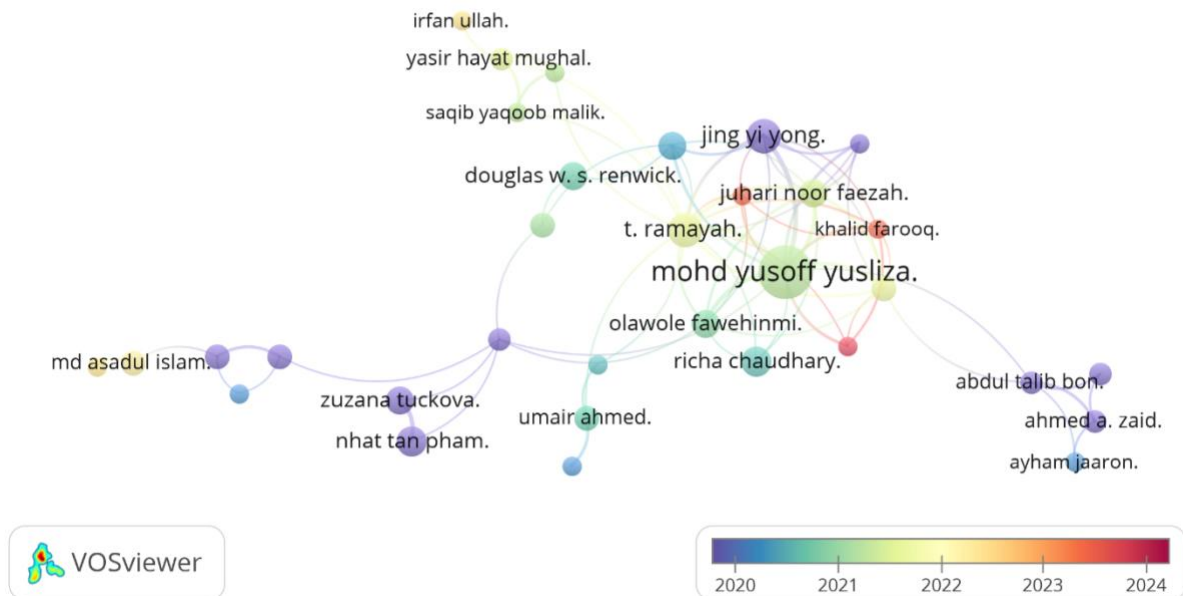 irfan ullah.
yasir hayat mughal.
saqib yaqoob malik.
jing yi yong.
douglas w. s. renwick.
juhari noor faezah.
t. ramayah.
khalid farooq.
mohd yusoff yusliza.
olawole fawehinmi.
richa chaudhary.
md asadul islam.
abdul talib bon.
zuzana tuckova.
umair ahmed.
ahmed a. zaid.
nhat tan pham.
ayham jaaron.
VOSviewer
2020 2021 2022 2023 2024